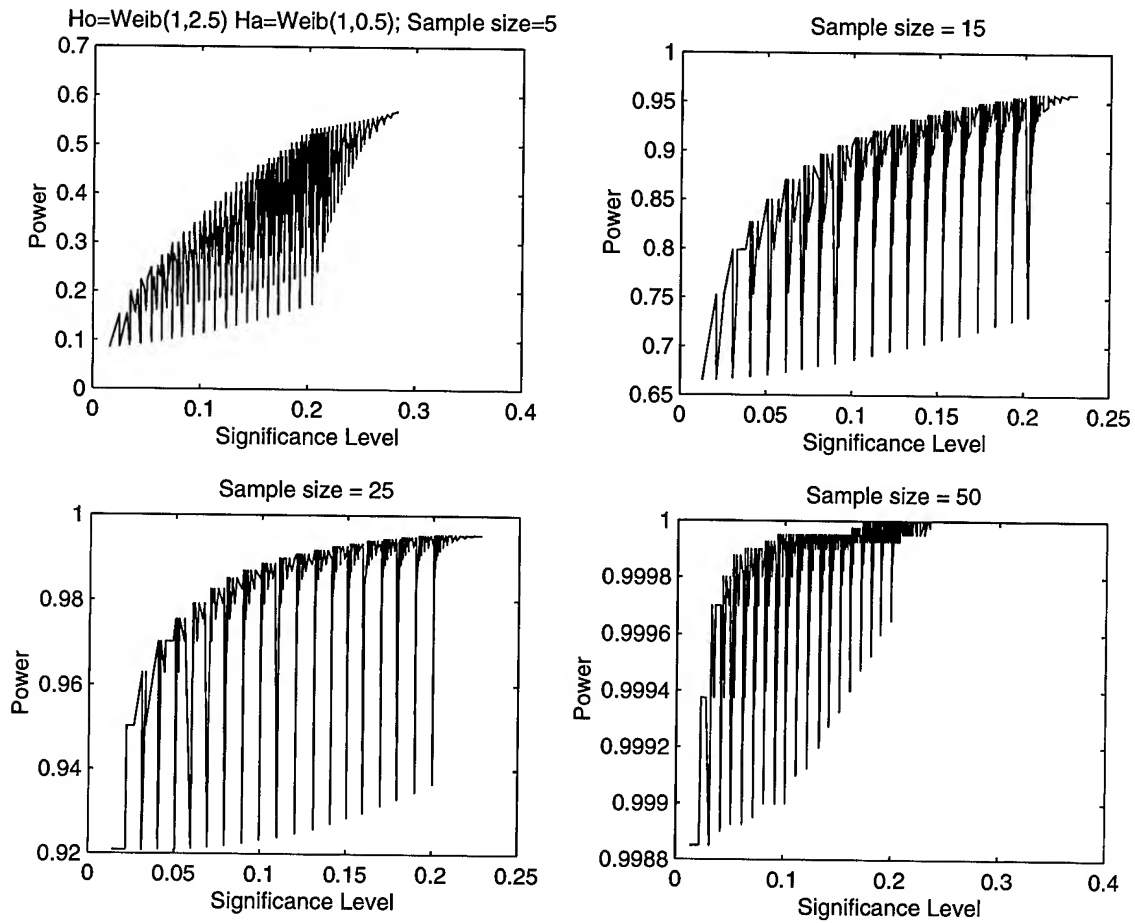 Ho=Weib(1,2.5) Ha=Weib(1,0.5); Sample size=5
0.7
0.6
0.5
0.4
0.3
0.2
0.1
0
Power
0 0.1 0.2 0.3 0.4
Significance Level
Sample size = 15
1
0.95
0.9
0.85
0.8
0.75
0.7
0.65
Power
0 0.05 0.1 0.15 0.2 0.25
Significance Level
Sample size = 25
1
0.98
0.96
0.94
0.92
Power
0 0.05 0.1 0.15 0.2 0.25
Significance Level
Sample size = 50
1
0.9998
0.9996
0.9994
0.9992
0.999
0.9988
Power
0 0.1 0.2 0.3 0.4
Significance Level